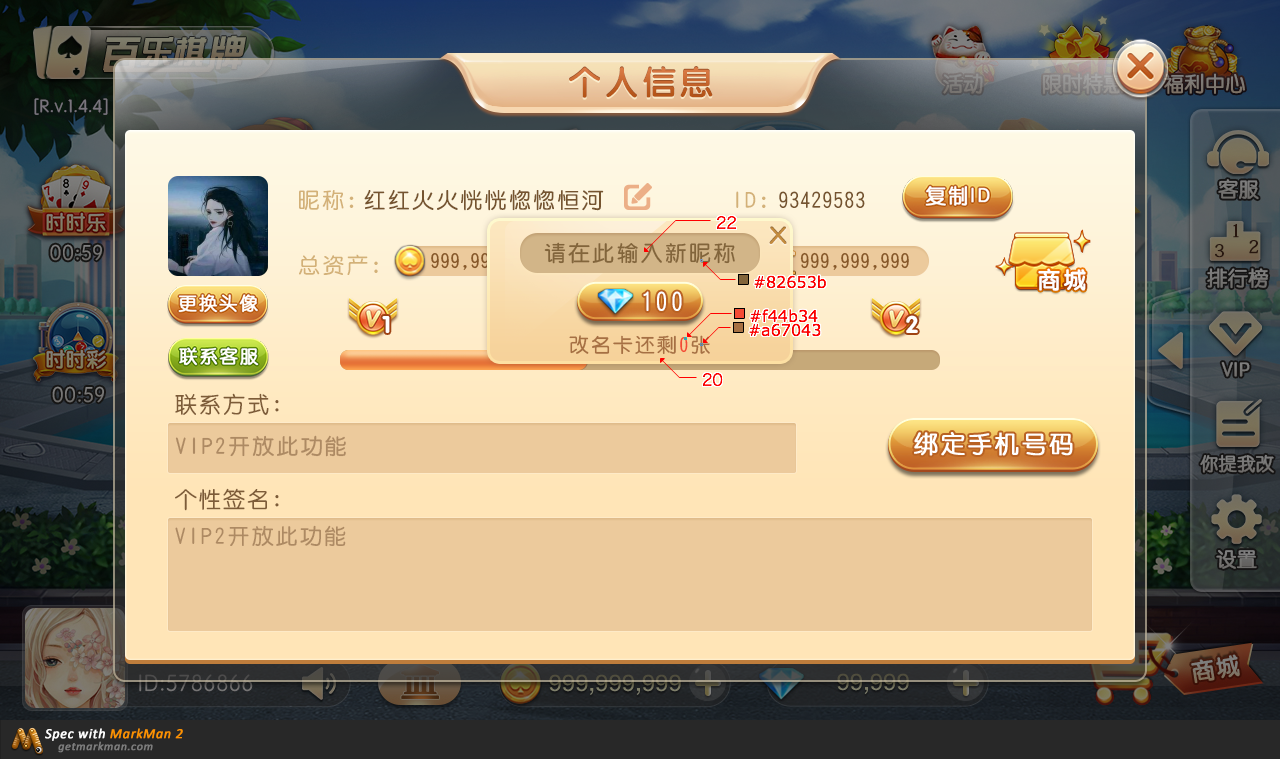 百乐棋牌
[R.v.1.4.4]
个人信息
活动
限时特惠
福利中心
昵称: 红红火火恍恍惚惚恒河
ID: 93429583
复制ID
时时乐
00:59
总资产:
999,99
999,999,999
请在此输入新昵称
22
#82653b
100
#f44b34
#a67043
改名卡还剩0张
20
更换头像
联系客服
V1
V2
商城
时时彩
00:59
客服
1
3 2
排行榜
VIP
你提我改
设置
联系方式:
VIP2开放此功能
绑定手机号码
个性签名:
VIP2开放此功能
ID:5786866
999,999,999
99,999
商城
Spec with MarkMan 2
getmarkman.com